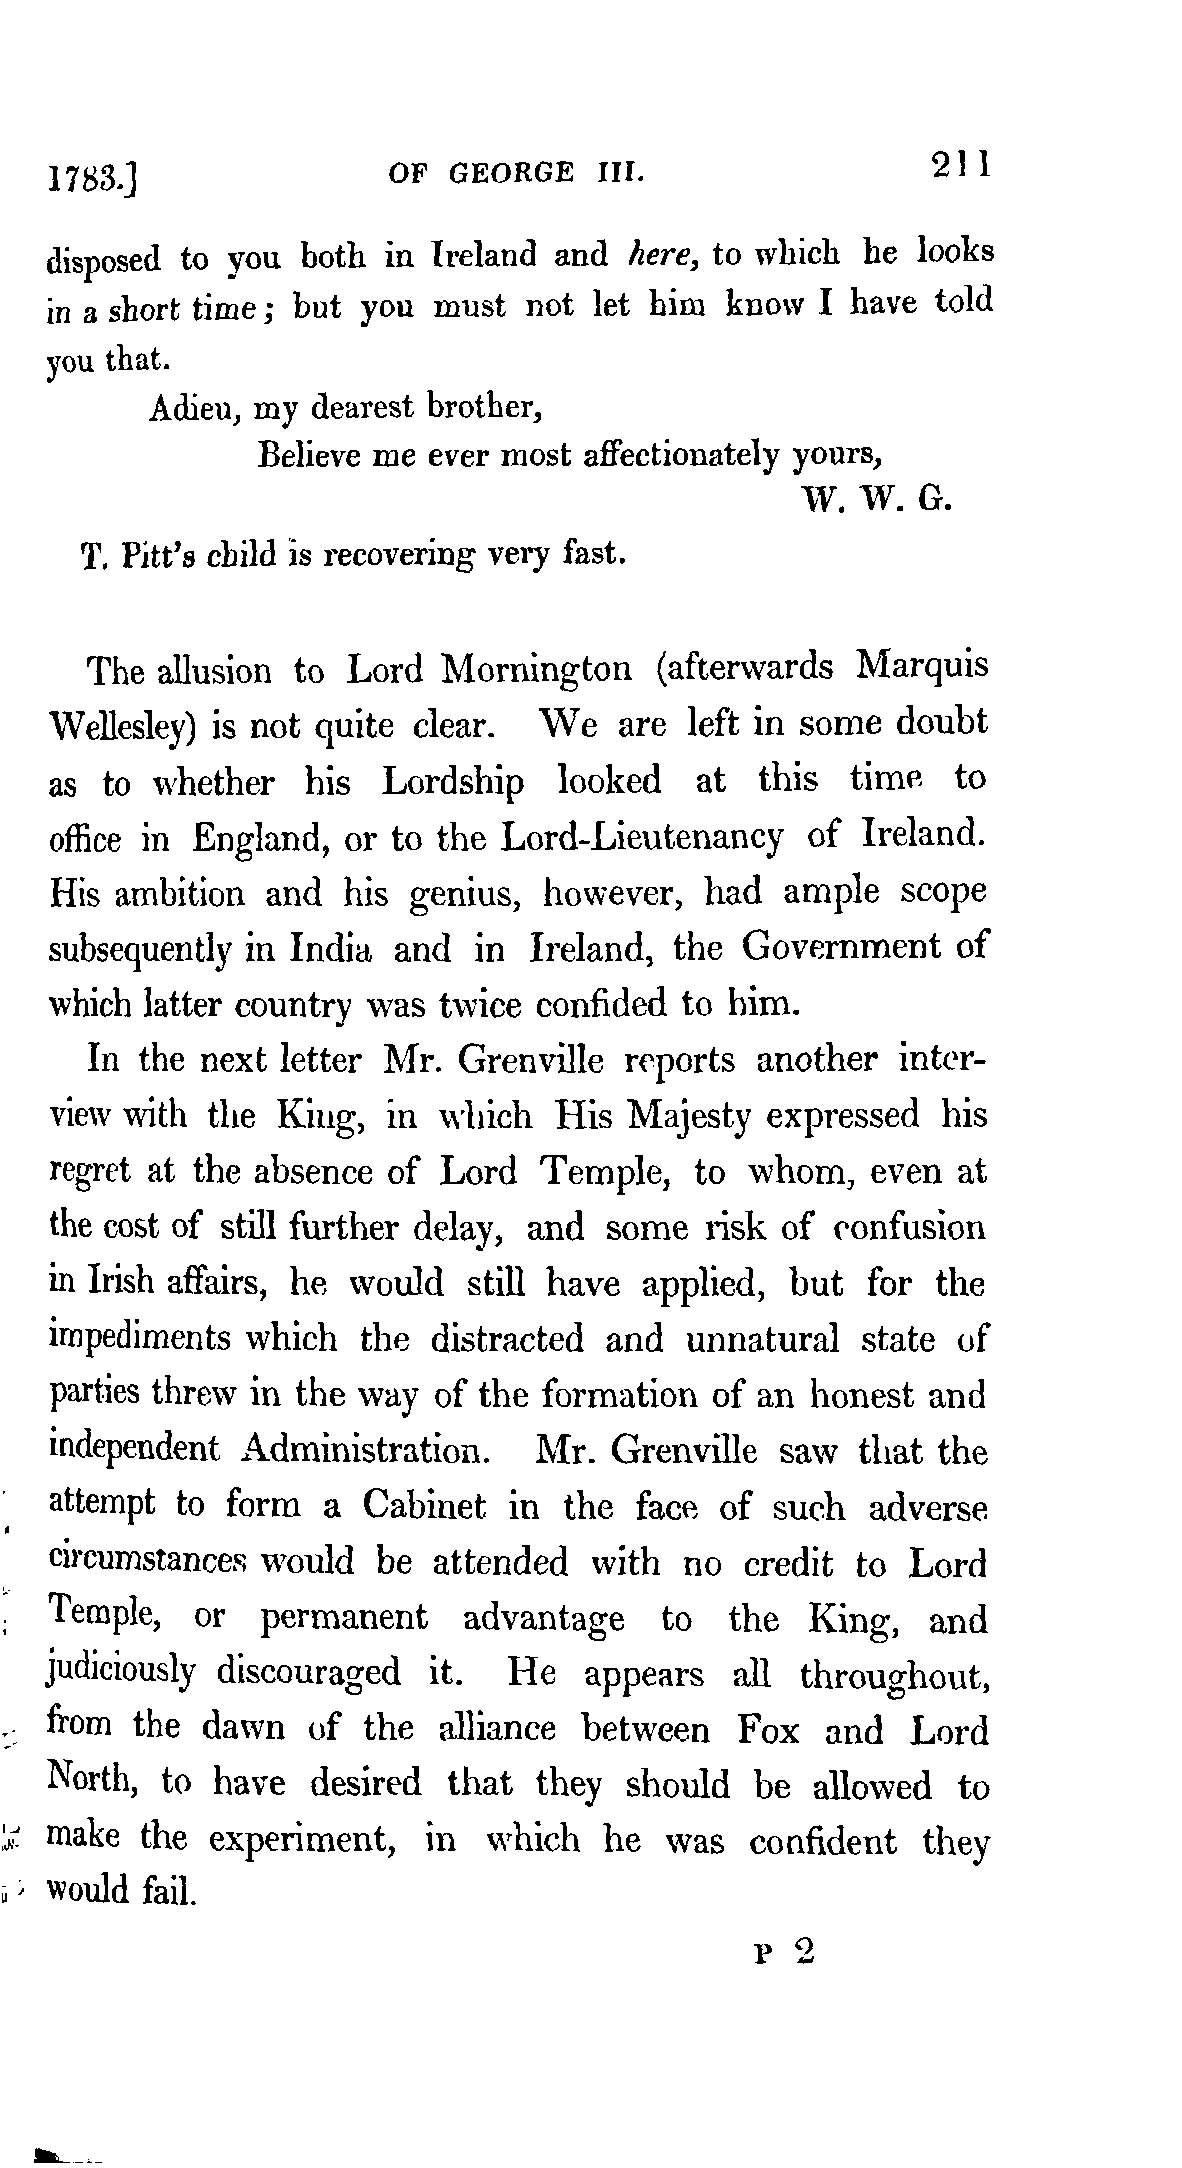 1783.] OF GEORGE III. 211
disposed to you both in Ireland and here, to which he looks
in a short time; but you must not let him know I have told
you that.
Adieu, my dearest brother,
Believe me ever most affectionately yours,
W. W. G.
T. Pitt's child is recovering very fast.
The allusion to Lord Mornington (afterwards Marquis
Wellesley) is not quite clear. We are left in some doubt
as to whether his Lordship looked at this time to
office in England, or to the Lord-Lieutenancy of Ireland.
His ambition and his genius, however, had ample scope
subsequently in India and in Ireland, the Government of
which latter country was twice confided to him.
In the next letter Mr. Grenville reports another inter-
view with the King, in which His Majesty expressed his
regret at the absence of Lord Temple, to whom, even at
the cost of still further delay, and some risk of confusion
in Irish affairs, he would still have applied, but for the
impediments which the distracted and unnatural state of
parties threw in the way of the formation of an honest and
independent Administration. Mr. Grenville saw that the
attempt to form a Cabinet in the face of such adverse
circumstances would be attended with no credit to Lord
Temple, or permanent advantage to the King, and
judiciously discouraged it. He appears all throughout,
from the dawn of the alliance between Fox and Lord
North, to have desired that they should be allowed to
make the experiment, in which he was confident they
would fail.
P 2